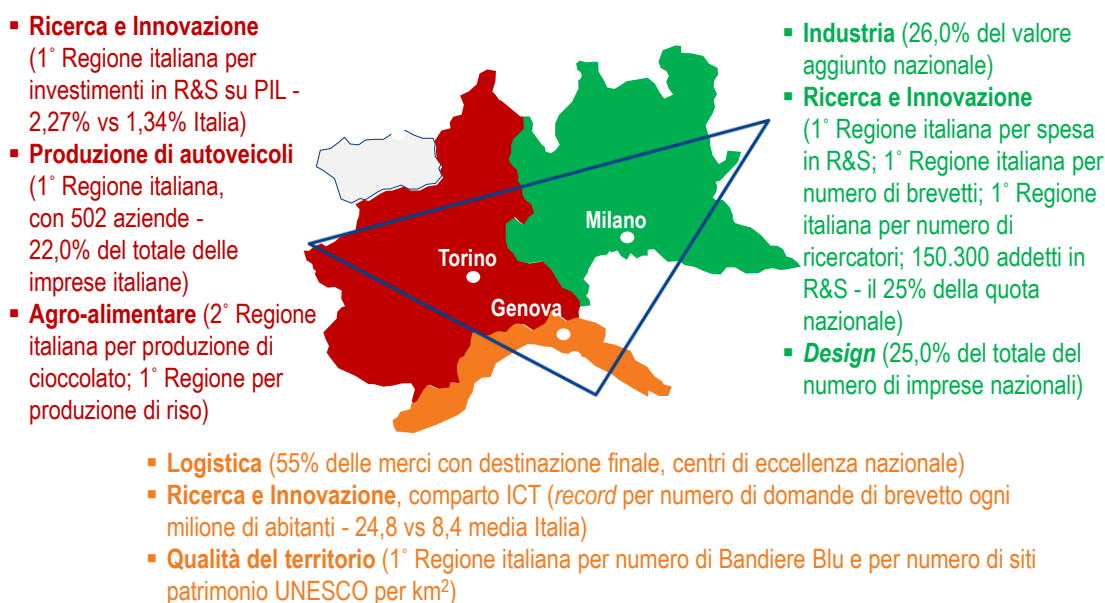 ▪ Ricerca e Innovazione
(1° Regione italiana per
investimenti in R&S su PIL -
2,27% vs 1,34% Italia)
▪ Produzione di autoveicoli
(1° Regione italiana,
con 502 aziende -
22,0% del totale delle
imprese italiane)
▪ Agro-alimentare (2° Regione
italiana per produzione di
cioccolato; 1° Regione per
produzione di riso)
Milano
Torino
Genova
▪ Industria (26,0% del valore
aggiunto nazionale)
▪ Ricerca e Innovazione
(1° Regione italiana per spesa
in R&S; 1° Regione italiana per
numero di brevetti; 1° Regione
italiana per numero di
ricercatori; 150.300 addetti in
R&S - il 25% della quota
nazionale)
▪ Design (25,0% del totale del
numero di imprese nazionali)
▪ Logistica (55% delle merci con destinazione finale, centri di eccellenza nazionale)
▪ Ricerca e Innovazione, comparto ICT (record per numero di domande di brevetto ogni
milione di abitanti - 24,8 vs 8,4 media Italia)
▪ Qualità del territorio (1° Regione italiana per numero di Bandiere Blu e per numero di siti
patrimonio UNESCO per km²)